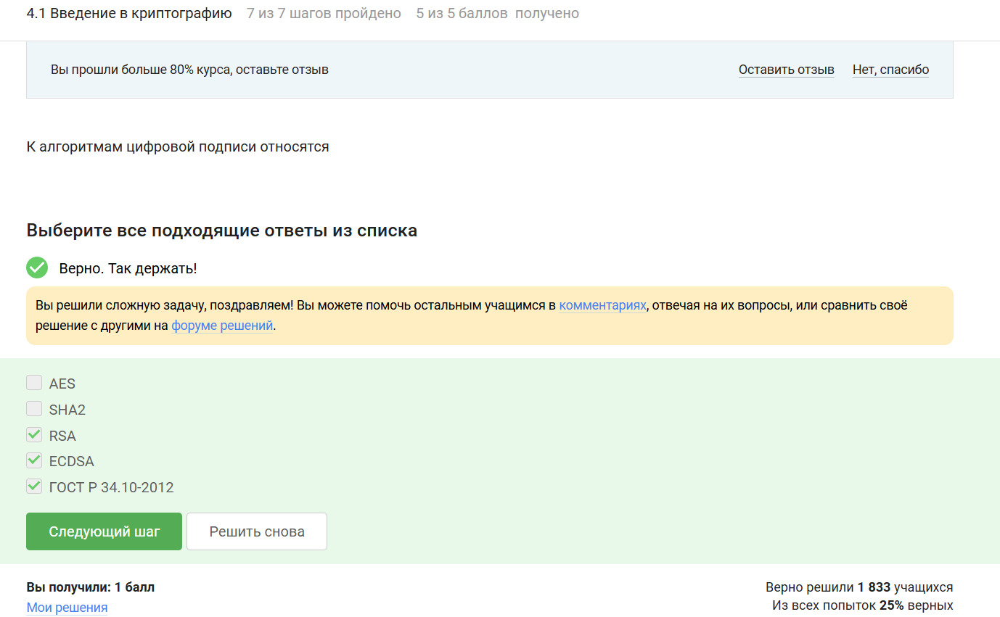 4.1 Введение в криптографию 7 из 7 шагов пройдено 5 из 5 баллов получено
Вы прошли больше 80% курса, оставьте отзыв Оставить отзыв Нет, спасибо
К алгоритмам цифровой подписи относятся
Выберите все подходящие ответы из списка
Верно. Так держать!
Вы решили сложную задачу, поздравляем! Вы можете помочь остальным учащимся в комментариях, отвечая на их вопросы, или сравнить своё
решение с другими на форуме решений.
AES
SHA2
RSA
ECDSA
ГОСТ Р 34.10-2012
Следующий шаг Решить снова
Вы получили: 1 балл Верно решили 1 833 учащихся
Мои решения Из всех попыток 25% верных